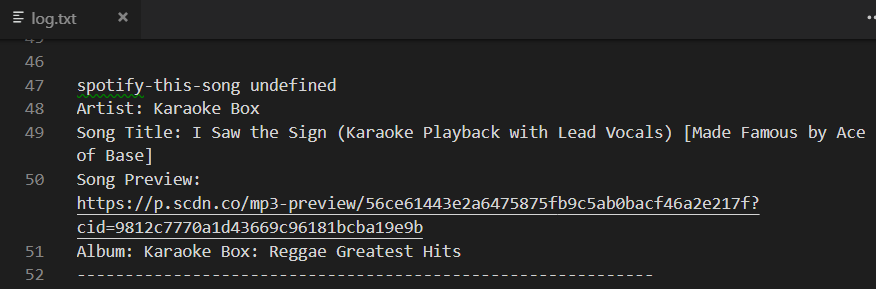 log.txt
45
46
47 spotify-this-song undefined
48 Artist: Karaoke Box
49 Song Title: I Saw the Sign (Karaoke Playback with Lead Vocals) [Made Famous by Ace
of Base]
50 Song Preview:
https://p.scdn.co/mp3-preview/56ce61443e2a6475875fb9c5ab0bacf46a2e217f?
cid=9812c7770a1d43669c96181bcba19e9b
51 Album: Karaoke Box: Reggae Greatest Hits
52 ------------------------------------------------------------